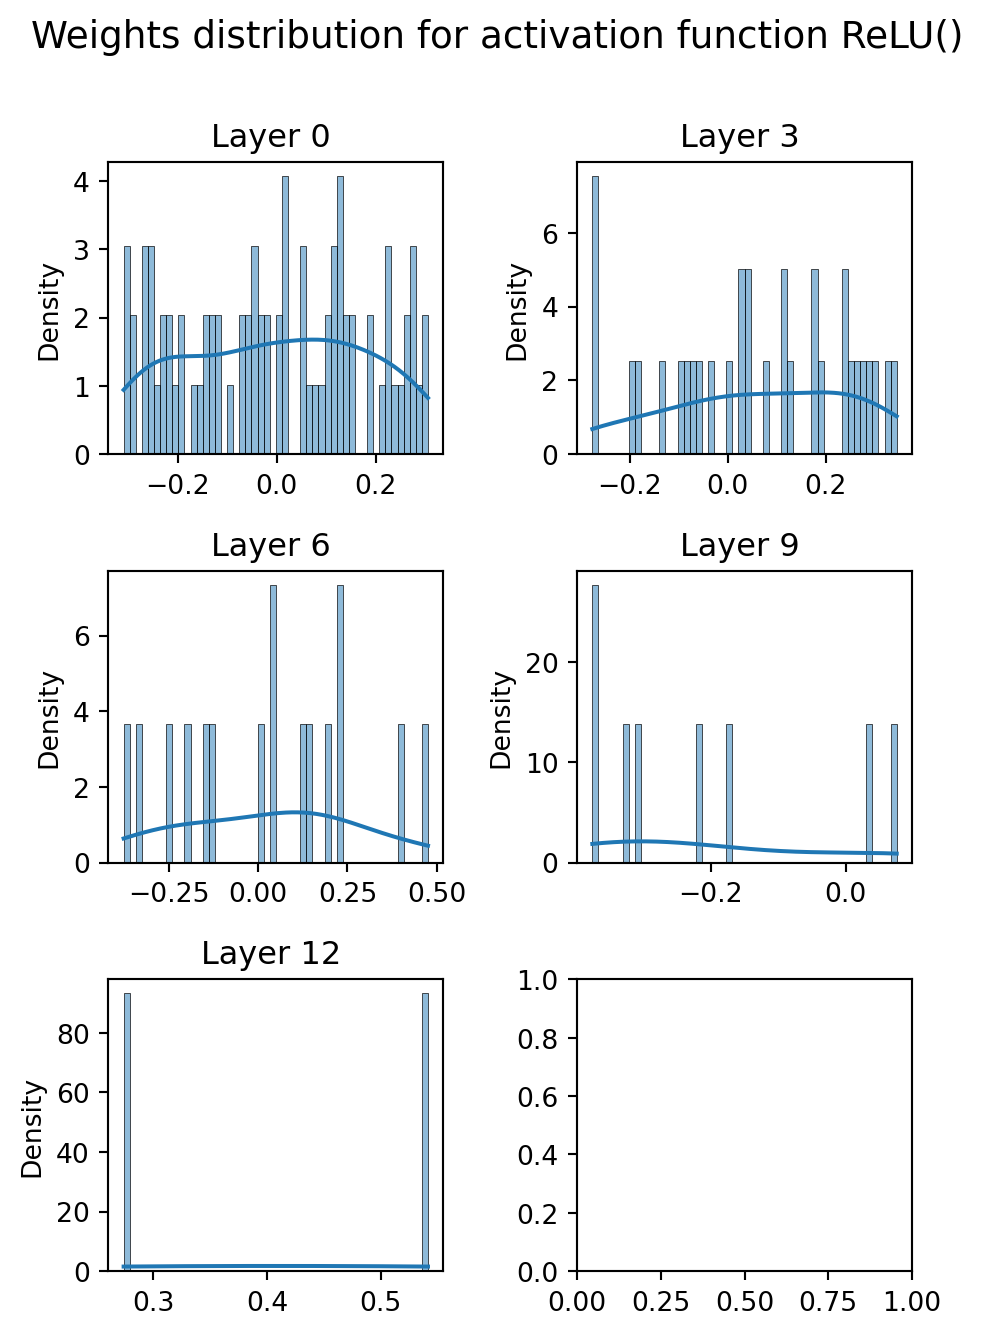 Weights distribution for activation function ReLU()
Layer 0
Density
4
3
2
1
0
−0.2 0.0 0.2
Layer 3
Density
6
4
2
0
−0.2 0.0 0.2
Layer 6
Density
6
4
2
0
−0.25 0.00 0.25 0.50
Layer 9
Density
20
10
0
−0.2 0.0
Layer 12
Density
80
60
40
20
0
0.3 0.4 0.5
1.0
0.8
0.6
0.4
0.2
0.0
0.00 0.25 0.50 0.75 1.00